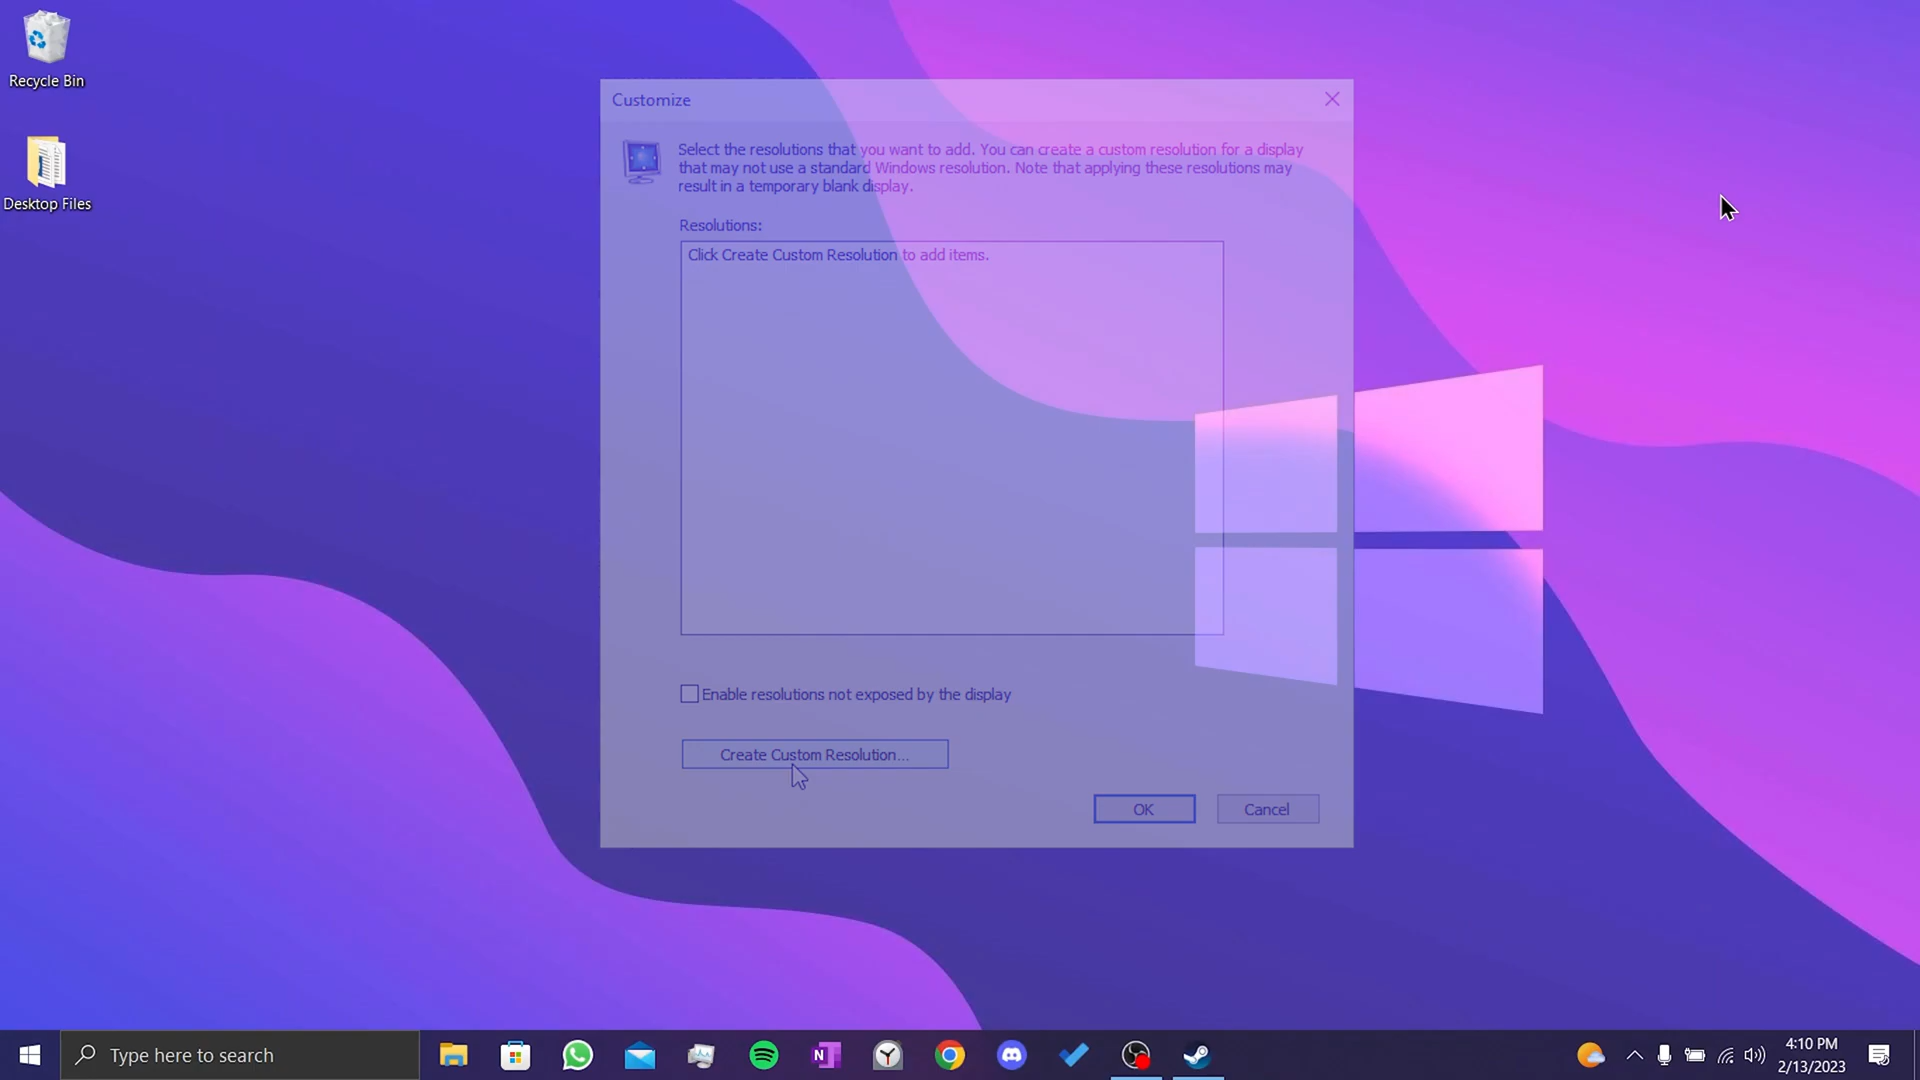 Recycle Bin
Desktop Files
Customize
Select the resolutions that you want to add. You can create a custom resolution for a display
that may not use a standard Windows resolution. Note that applying these resolutions may
result in a temporary blank display.
Resolutions:
Click Create Custom Resolution to add items.
Enable resolutions not exposed by the display
Create Custom Resolution...
OK
Cancel
Type here to search
N
4:10 PM
2/13/2023